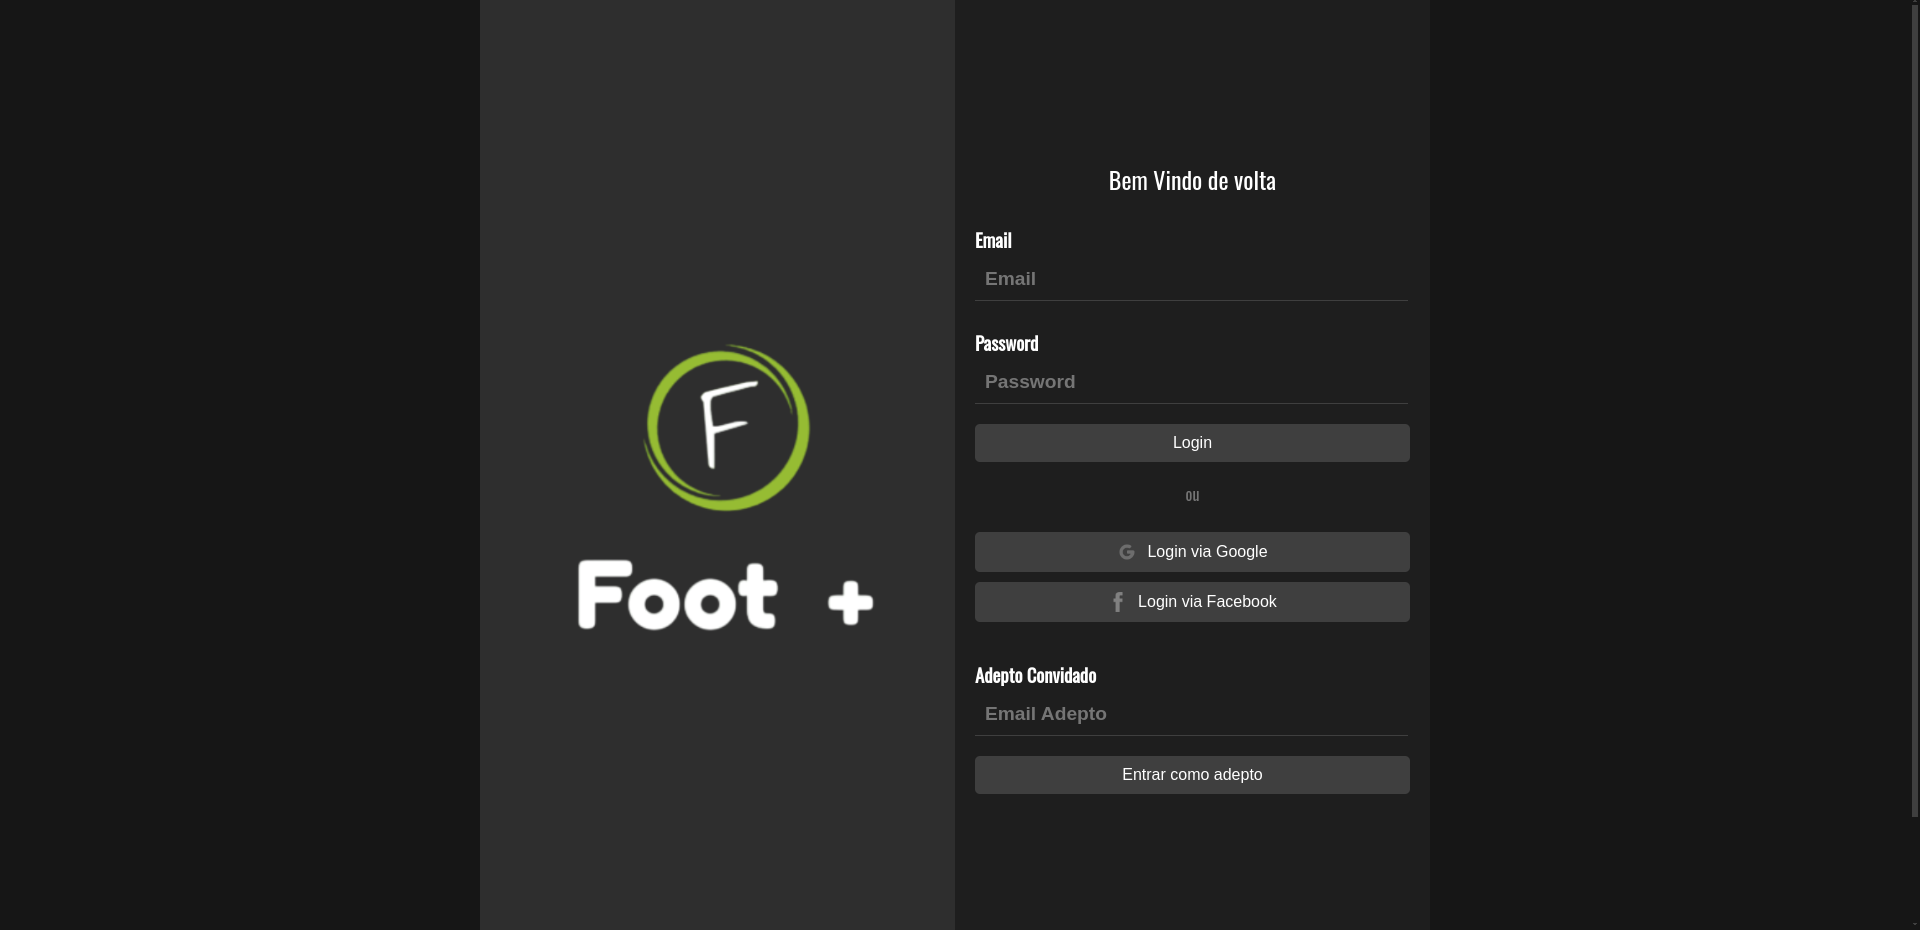 F
Foot +
Bem Vindo de volta
Email
Email
Password
Password
Login
ou
Login via Google
Login via Facebook
Adepto Convidado
Email Adepto
Entrar como adepto